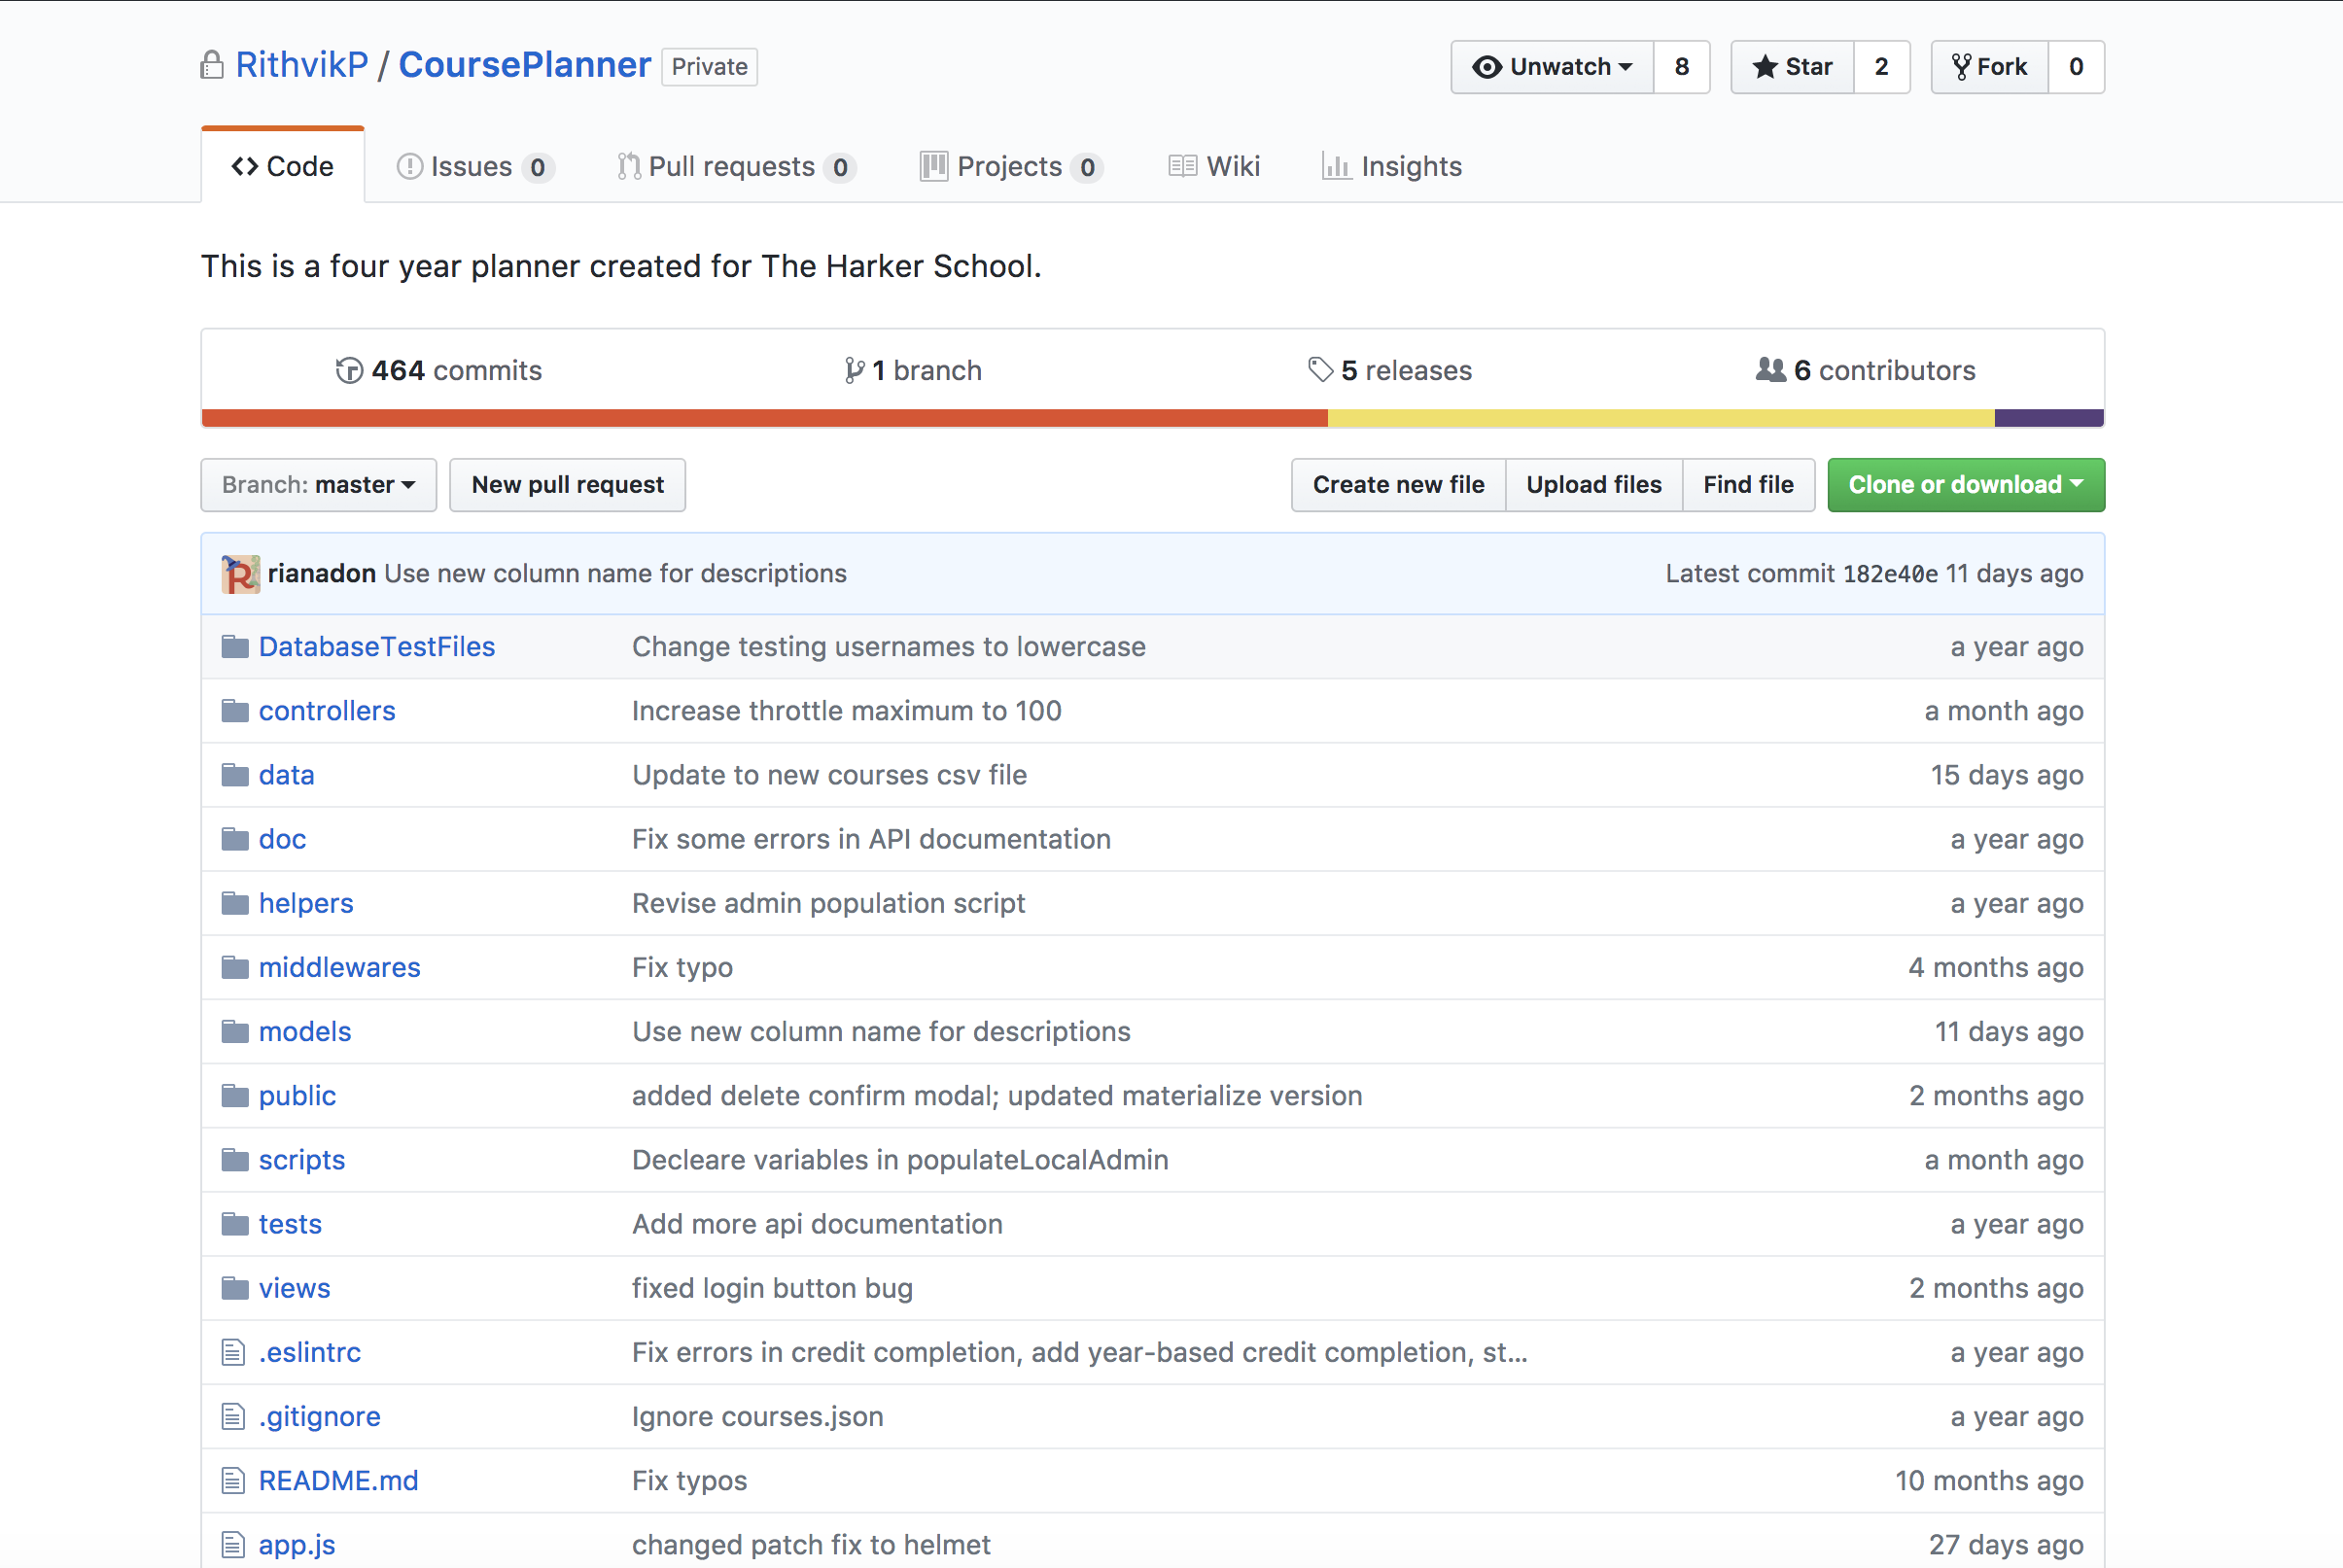 RithvikP / CoursePlanner Private Unwatch 8 Star 2 Fork 0
Code Issues 0 Pull requests 0 Projects 0 Wiki Insights
This is a four year planner created for The Harker School.
464 commits 1 branch 5 releases 6 contributors
Branch: master New pull request Create new file Upload files Find file Clone or download
rianadon Use new column name for descriptions Latest commit 182e40e 11 days ago
DatabaseTestFiles Change testing usernames to lowercase a year ago
controllers Increase throttle maximum to 100 a month ago
data Update to new courses csv file 15 days ago
doc Fix some errors in API documentation a year ago
helpers Revise admin population script a year ago
middlewares Fix typo 4 months ago
models Use new column name for descriptions 11 days ago
public added delete confirm modal; updated materialize version 2 months ago
scripts Decleare variables in populateLocalAdmin a month ago
tests Add more api documentation a year ago
views fixed login button bug 2 months ago
.eslintrc Fix errors in credit completion, add year-based credit completion, st... a year ago
.gitignore Ignore courses.json a year ago
README.md Fix typos 10 months ago
app.js changed patch fix to helmet 27 days ago